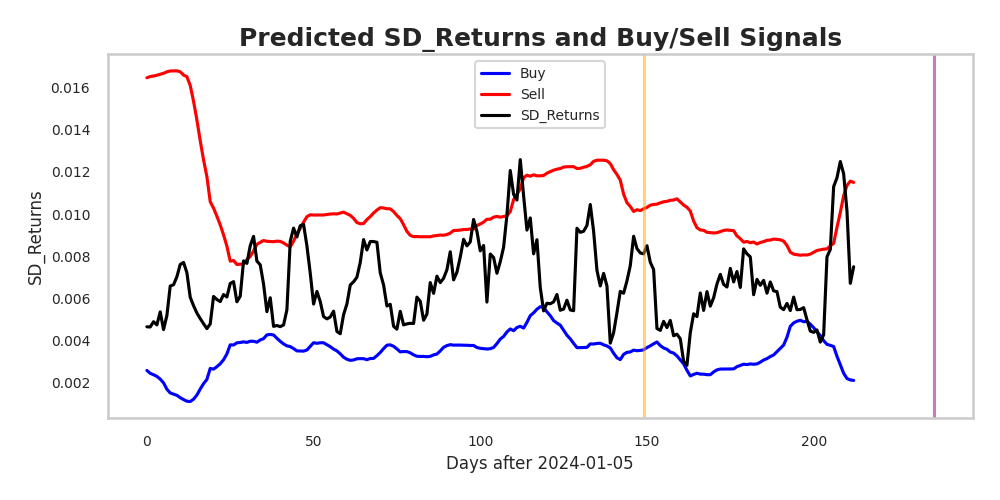 Predicted SD_Returns and Buy/Sell Signals
Buy
Sell
SD_Returns
0.016
0.014
0.012
0.010
0.008
0.006
0.004
0.002
SD_Returns
0 50 100 150 200
Days after 2024-01-05